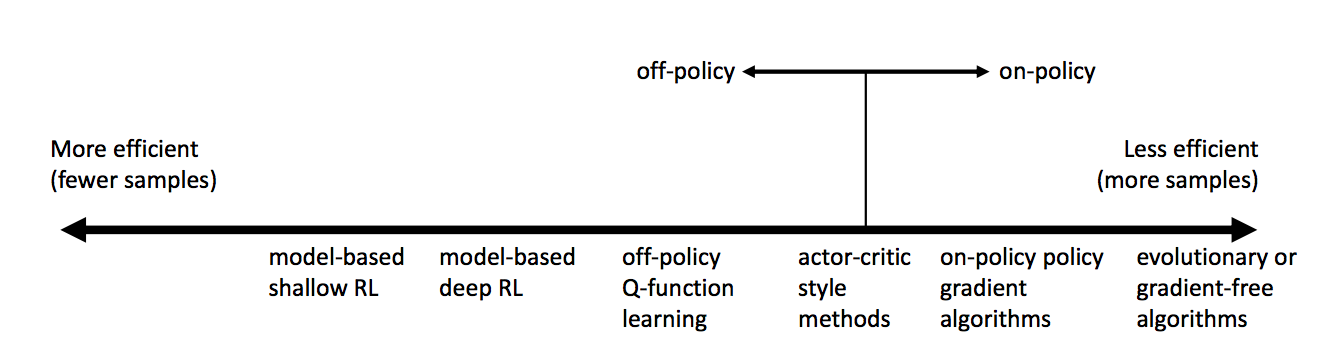 off-policy
on-policy
More efficient
(fewer samples)
Less efficient
(more samples)
model-based
shallow RL
model-based
deep RL
off-policy
Q-function
learning
actor-critic
style
methods
on-policy policy
gradient
algorithms
evolutionary or
gradient-free
algorithms